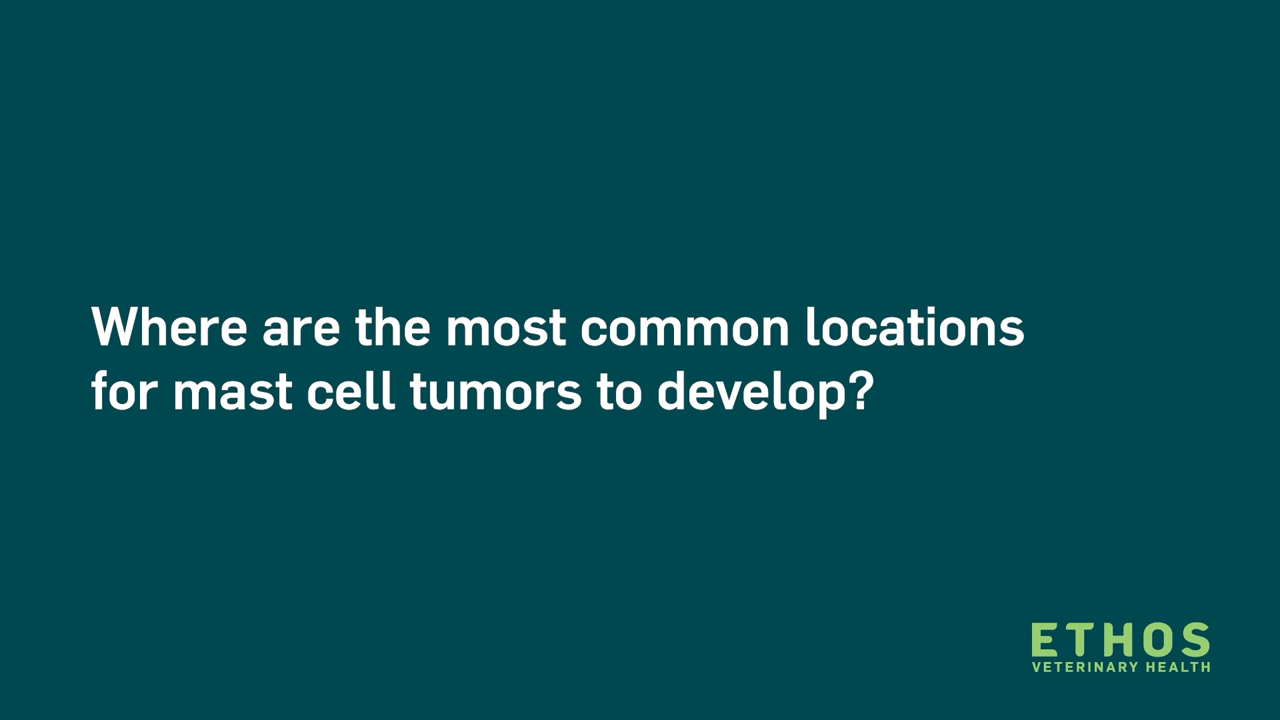 Where are the most common locations
for mast cell tumors to develop?
ETHOS
VETERINARY HEALTH